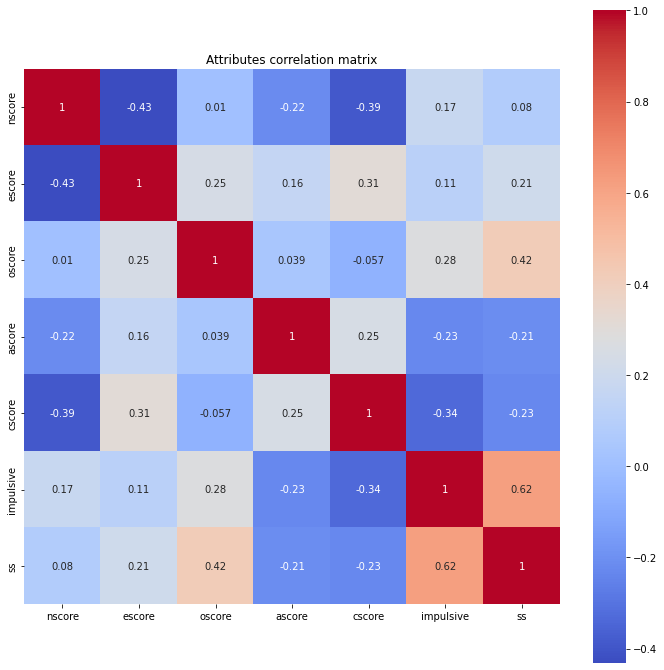 Attributes correlation matrix
nscore 1 -0.43 0.01 -0.22 -0.39 0.17 0.08
escore -0.43 1 0.25 0.16 0.31 0.11 0.21
oscore 0.01 0.25 1 0.039 -0.057 0.28 0.42
ascore -0.22 0.16 0.039 1 0.25 -0.23 -0.21
cscore -0.39 0.31 -0.057 0.25 1 -0.34 -0.23
impulsive 0.17 0.11 0.28 -0.23 -0.34 1 0.62
ss 0.08 0.21 0.42 -0.21 -0.23 0.62 1
nscore escore oscore ascore cscore impulsive ss
1.0
0.8
0.6
0.4
0.2
0.0
-0.2
-0.4